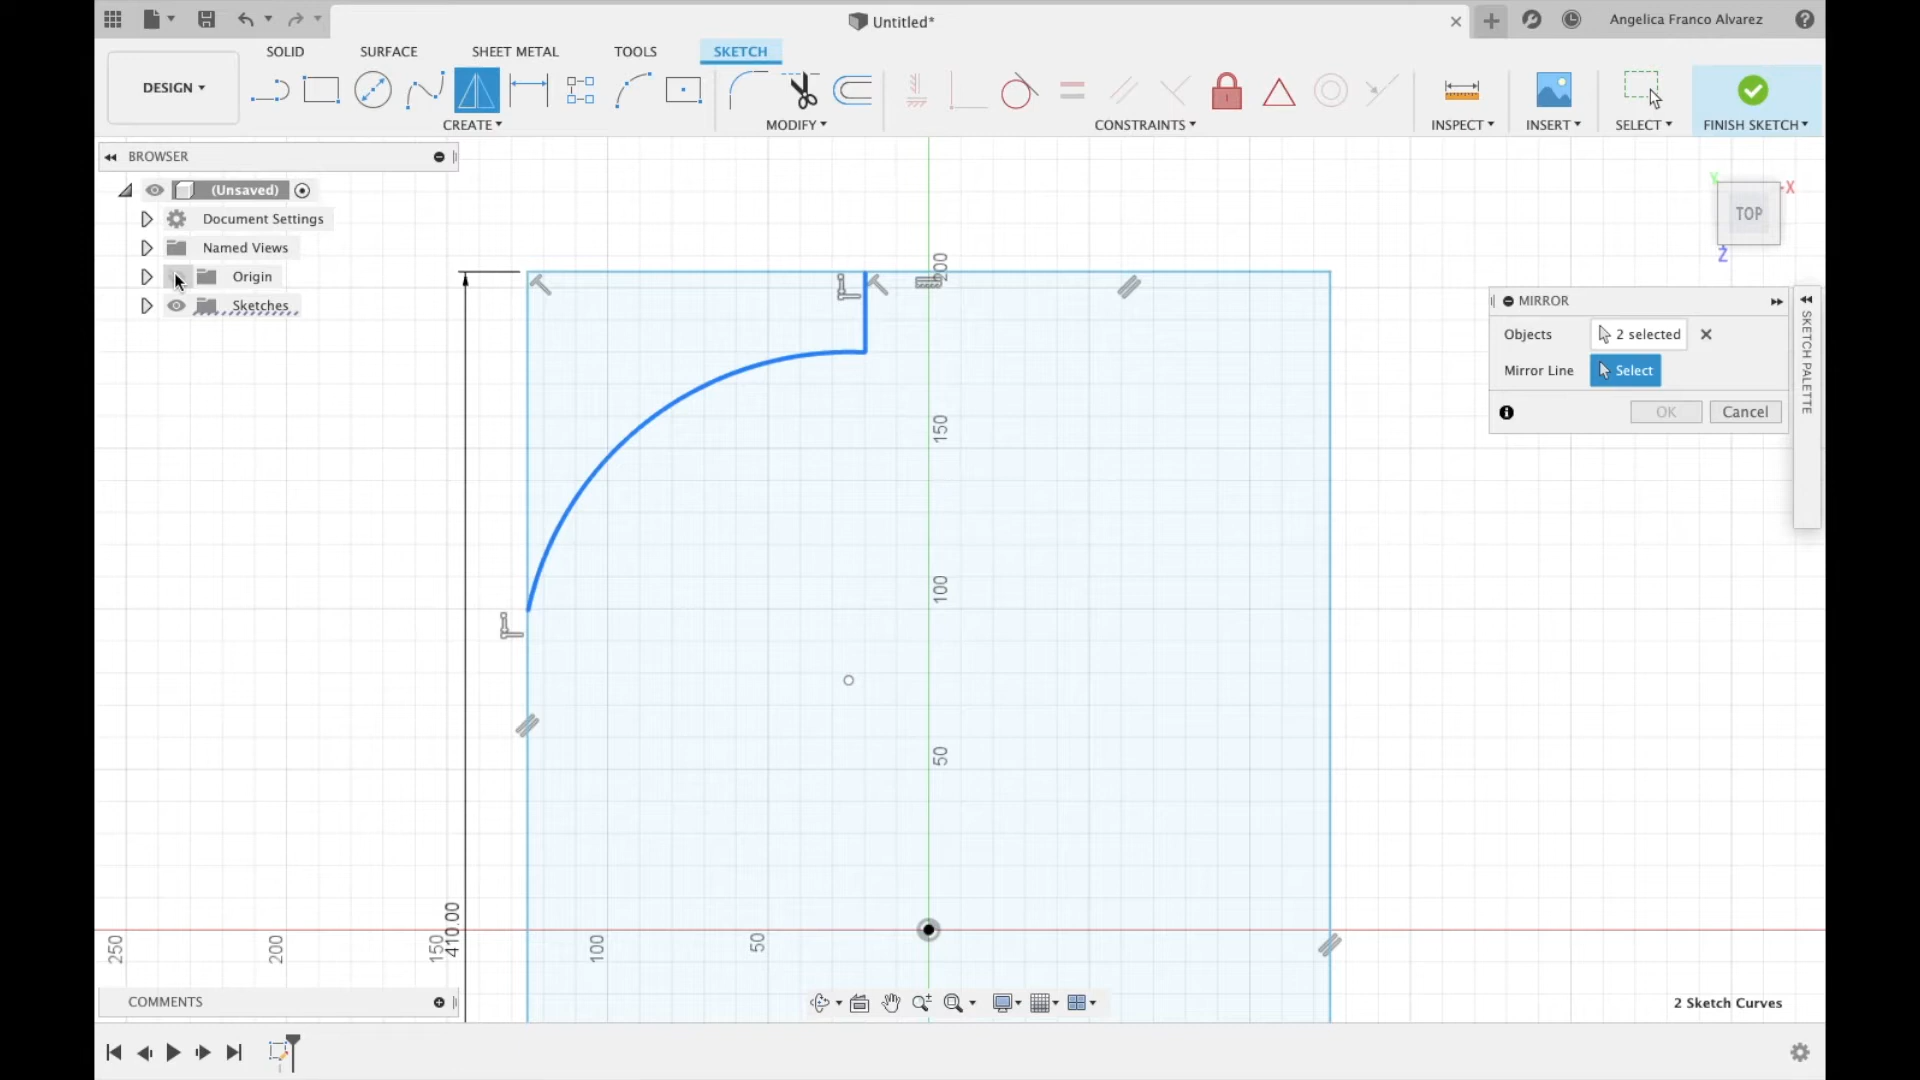 Untitled*
Angelica Franco Alvarez
DESIGN
SOLID
SURFACE
SHEET METAL
TOOLS
SKETCH
CREATE
MODIFY
CONSTRAINTS
INSPECT
INSERT
SELECT
FINISH SKETCH
BROWSER
(Unsaved)
Document Settings
Named Views
Origin
Sketches
Y
X
TOP
Z
MIRROR
Objects
2 selected
Mirror Line
Select
OK
Cancel
SKETCH PALETTE
200
150
100
50
410.00
250
200
150
100
50
COMMENTS
2 Sketch Curves